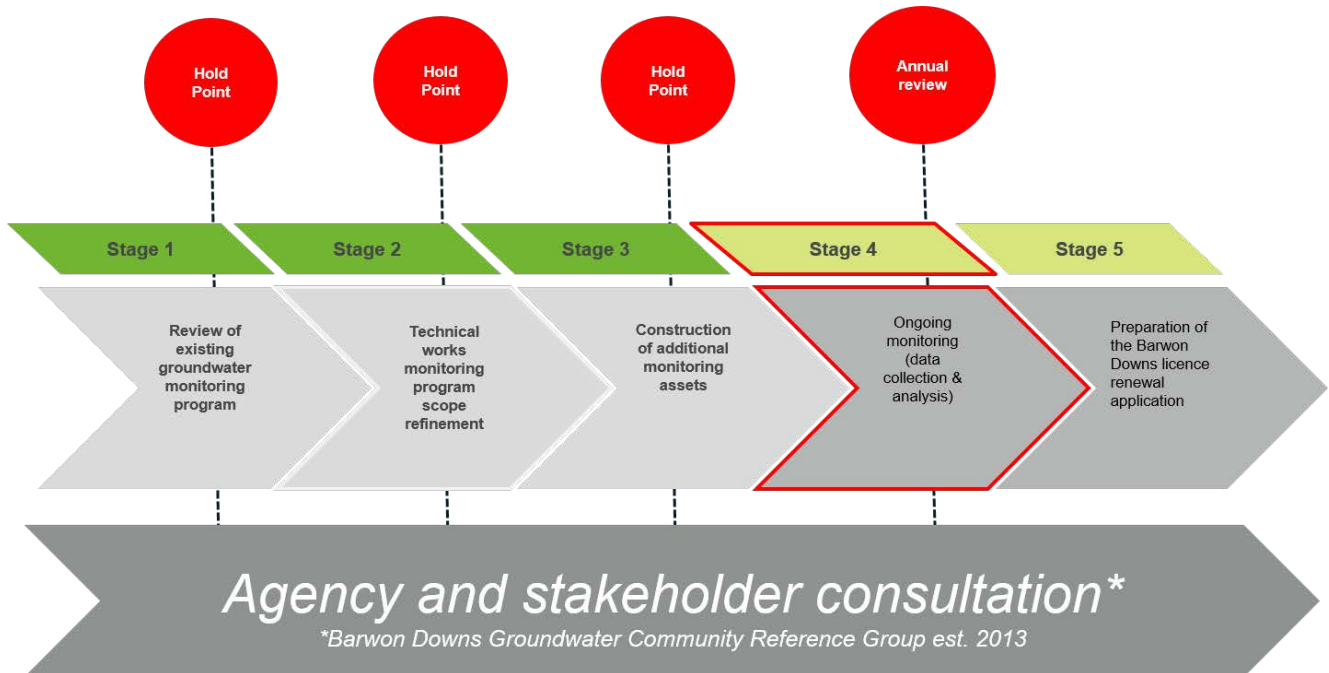 Hold
Point
Hold
Point
Hold
Point
Annual
review
Stage 1
Stage 2
Stage 3
Stage 4
Stage 5
Review of
existing
groundwater
monitoring
program
Technical
works
monitoring
program
scope
refinement
Construction
of additional
monitoring
assets
Ongoing
monitoring
(data
collection &
analysis)
Preparation of
the Barwon
Downs licence
renewal
application
Agency and stakeholder consultation*
*Barwon Downs Groundwater Community Reference Group est. 2013